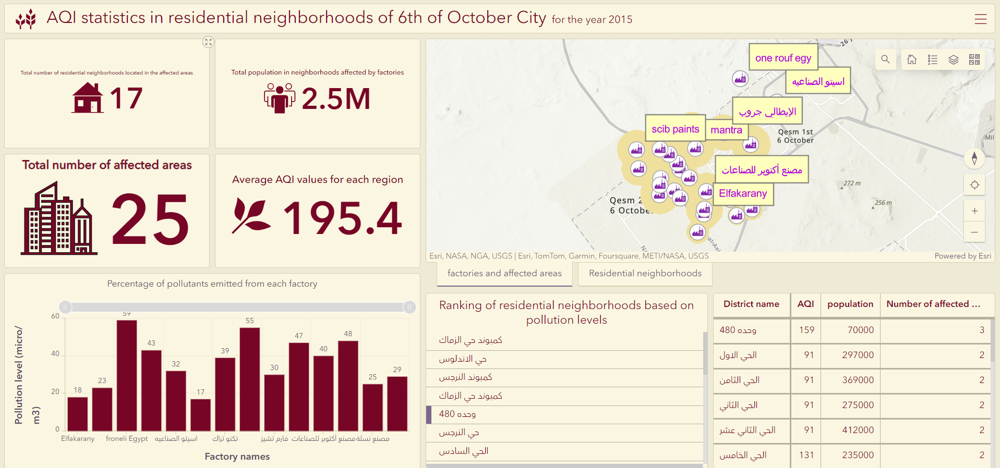 AQI statistics in residential neighborhoods of 6th of October City for the year 2015
Total number of residential neighborhoods located in the affected areas
17
Total population in neighborhoods affected by factories
2.5M
Total number of affected areas
25
Average AQI values for each region
195.4
one rouf egy
اسيتو الصناعيه
الإيطالي جروب
scib paints
mantra
Qesm 1st
6 October
مصنع أكتوبر للصناعات
Elfakarany
Qesm 2
6 Octobe
272 m
256 m
Mil
26
al-Axi
Esri, NASA, NGA, USGS | Esri, TomTom, Garmin, Foursquare, METI/NASA, USGS
Powered by Esri
factories and affected areas
Residential neighborhoods
Percentage of pollutants emitted from each factory
Pollution level (micro/
m3)
60
40
20
0
18
23
59
43
32
17
39
55
30
47
40
48
25
29
Elfakarany
froneli Egypt
اسيتو الصناعيه
تكنو تراك
فارم تشيز
مصنع أكتوبر للصناعات
مصنع نسلة
Factory names
Ranking of residential neighborhoods based on
pollution levels
كمبوند حي الزمالك
حي الاندلوس
كمبوند النرجس
كمبوند حي الزمالك
وحده 480
حي النرجس
الحي السادس
District name AQI population Number of affected ...
وحده 480 159 70000 3
الحي الاول 91 297000 2
الحي الثامن 91 369000 2
الحي الثاني 91 275000 2
الحي الثاني عشر 91 412000 2
الحي الخامس 131 235000 2